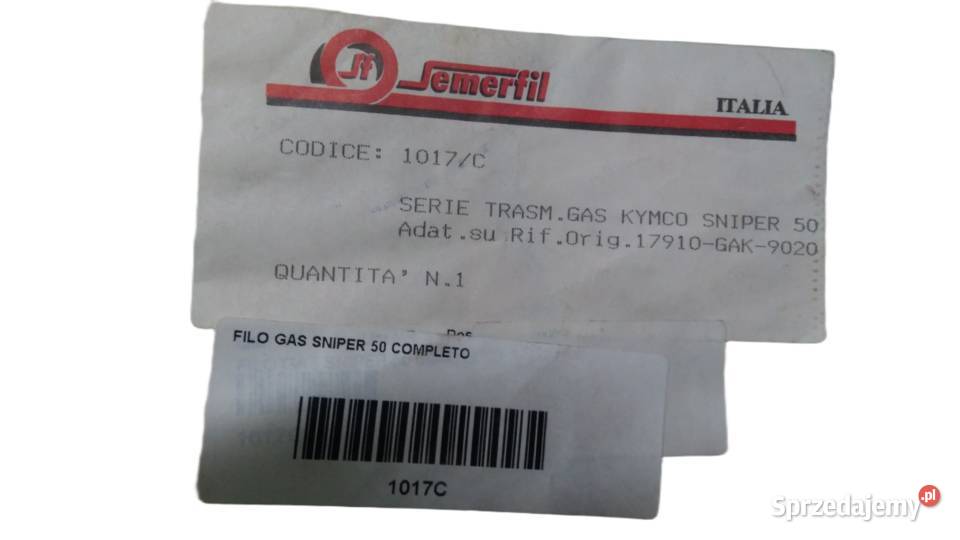 Sf Semerfil
ITALIA
CODICE: 1017/C
SERIE TRASM.GAS KYMCO SNIPER 50
Adat.su Rif.Orig.17910-GAK-9020
QUANTITA' N.1
FILO GAS SNIPER 50 COMPLETO
1017C
Sprzedajemy.pl